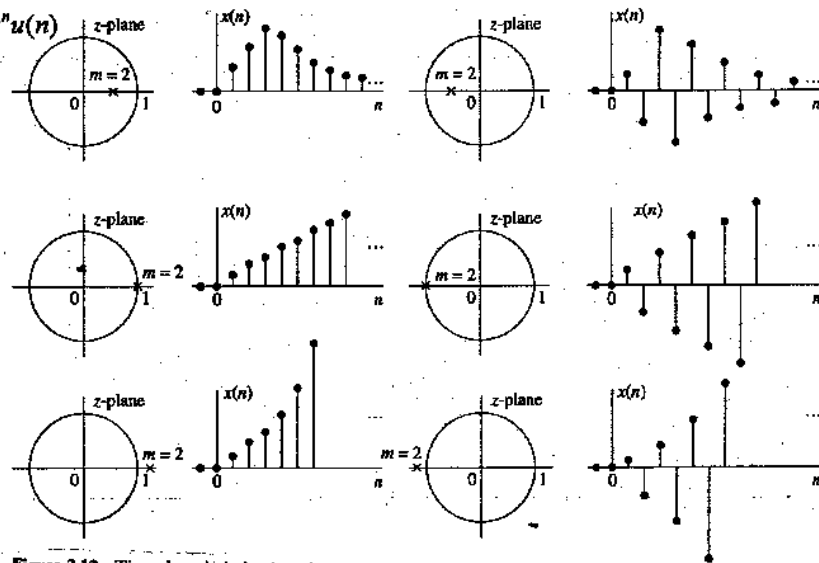 ⁿu(n)
z-plane
x(n)
z-plane
x(n)
m = 2
m = 2
0
1
0
...
n
0
1
0
...
n
z-plane
x(n)
z-plane
x(n)
m = 2
m = 2
0
1
0
...
n
0
1
0
...
n
z-plane
x(n)
z-plane
x(n)
m = 2
m = 2
0
1
0
...
n
0
1
0
...
n